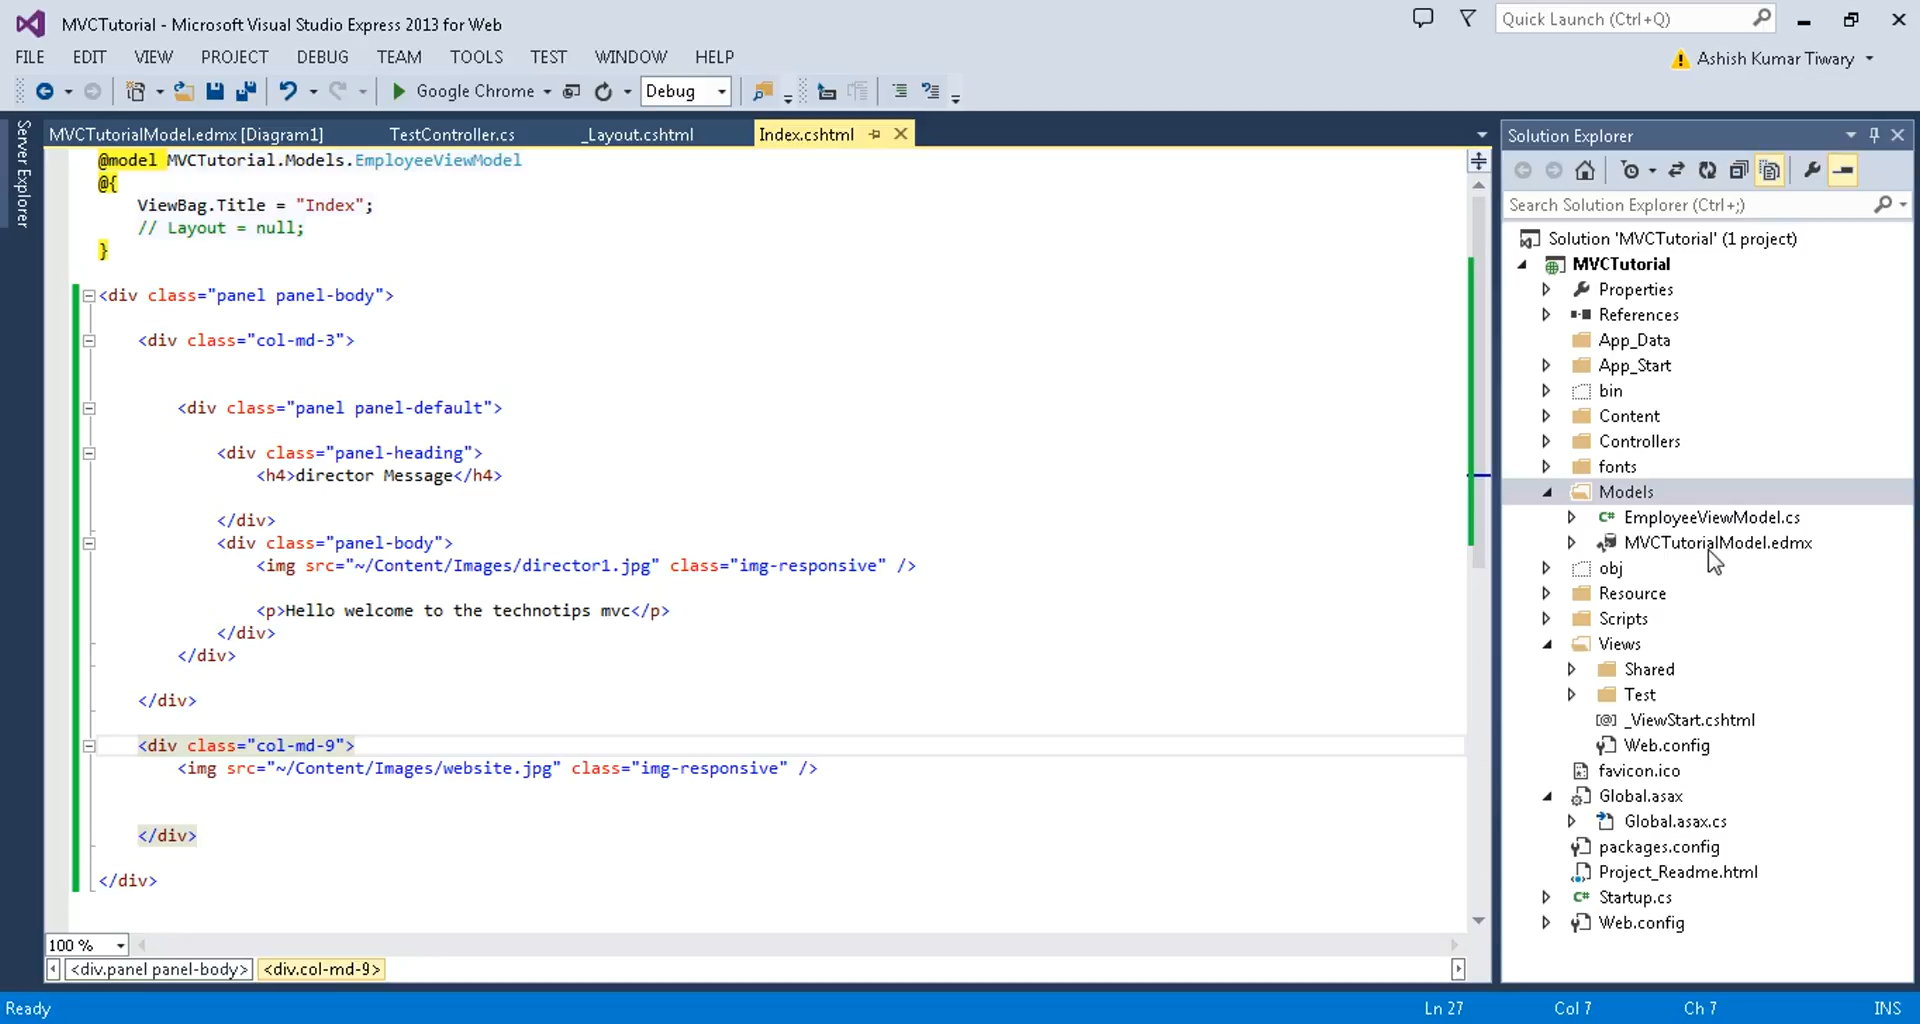 MVCTutorial - Microsoft Visual Studio Express 2013 for Web
Quick Launch (Ctrl+Q)
FILE EDIT VIEW PROJECT DEBUG TEAM TOOLS TEST WINDOW HELP
Ashish Kumar Tiwary
Google Chrome
Debug
Server Explorer
MVCTutorialModel.edmx [Diagram1]
TestController.cs
_Layout.cshtml
Index.cshtml
@model MVCTutorial.Models.EmployeeViewModel
@{
ViewBag.Title = "Index";
// Layout = null;
}
<div class="panel panel-body">
<div class="col-md-3">
<div class="panel panel-default">
<div class="panel-heading">
<h4>director Message</h4>
</div>
<div class="panel-body">
<img src="~/Content/Images/director1.jpg" class="img-responsive" />
<p>Hello welcome to the technotips mvc</p>
</div>
</div>
</div>
<div class="col-md-9">
<img src="~/Content/Images/website.jpg" class="img-responsive" />
</div>
</div>
100 %
<div.panel panel-body>
<div.col-md-9>
Solution Explorer
Search Solution Explorer (Ctrl+;)
Solution 'MVCTutorial' (1 project)
MVCTutorial
Properties
References
App_Data
App_Start
bin
Content
Controllers
fonts
Models
C# EmployeeViewModel.cs
MVCTutorialModel.edmx
obj
Resource
Scripts
Views
Shared
Test
[@] _ViewStart.cshtml
Web.config
favicon.ico
Global.asax
Global.asax.cs
packages.config
Project_Readme.html
C# Startup.cs
Web.config
Ready
Ln 27
Col 7
Ch 7
INS